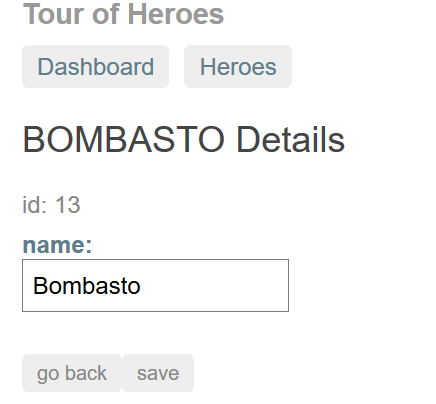 Tour of Heroes
Dashboard Heroes
BOMBASTO Details
id: 13
name:
Bombasto
go back save